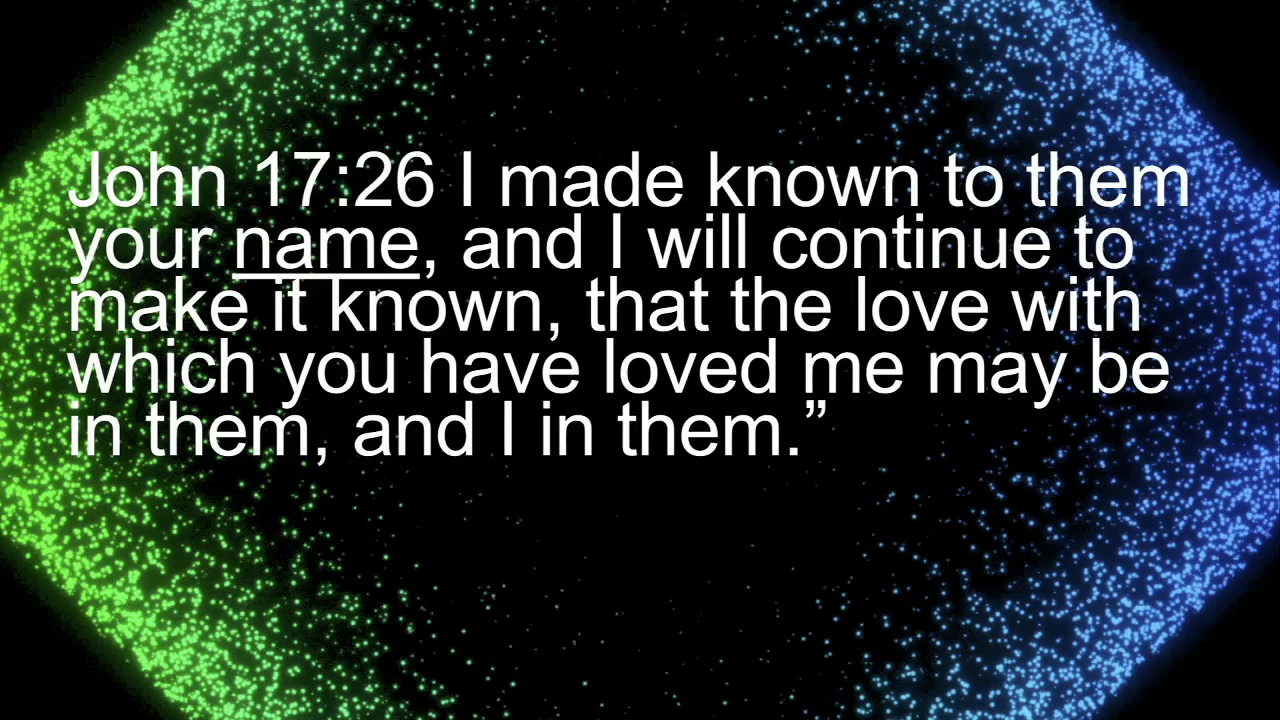 John 17:26 I made known to them
your name, and I will continue to
make it known, that the love with
which you have loved me may be
in them, and I in them.”